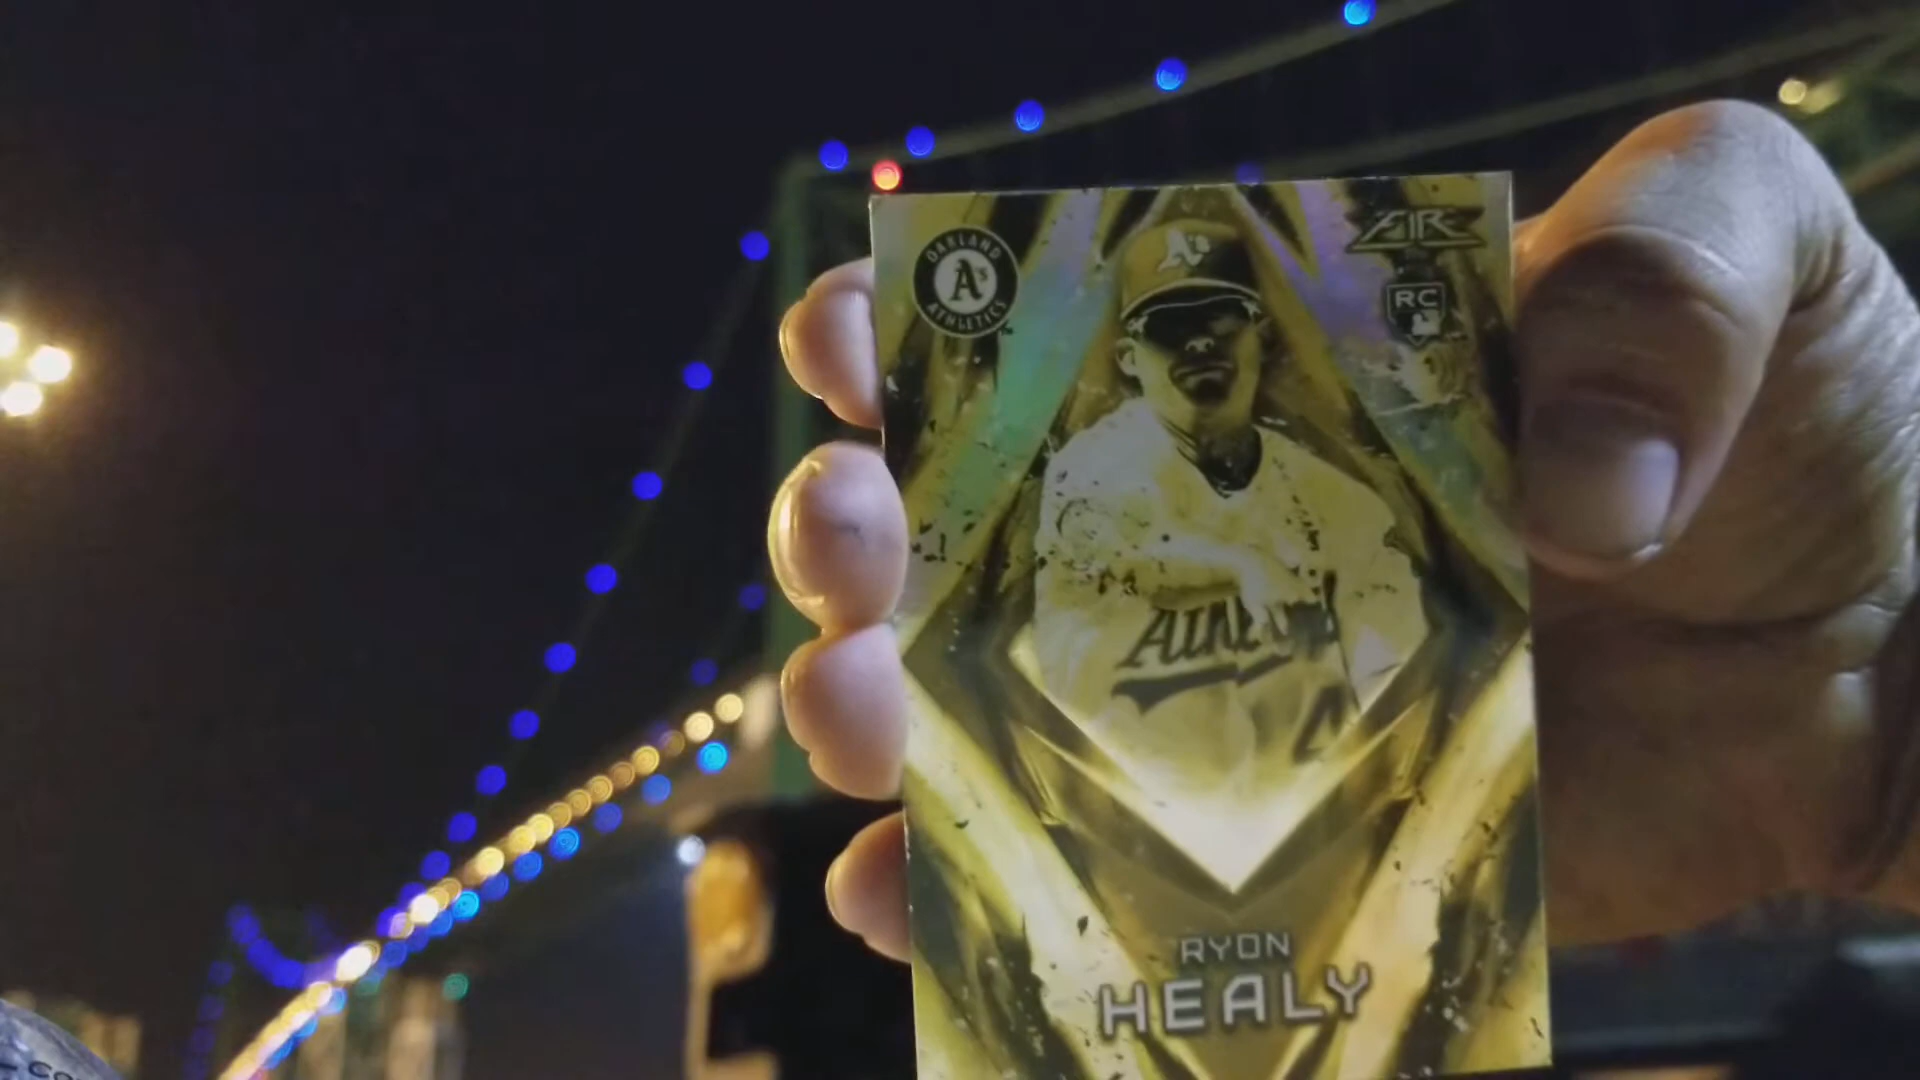 OAKLAND
A's
ATHLETICS
A's
FIRE
RC
ATHLETICS
RYON
HEALY